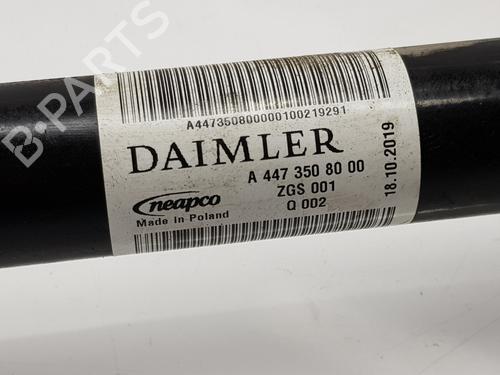 A447350800000100219291
DAIMLER
A 447 350 80 00
ZGS 001
Q 002
neapco
Made in Poland
18.10.2019
B-PARTS